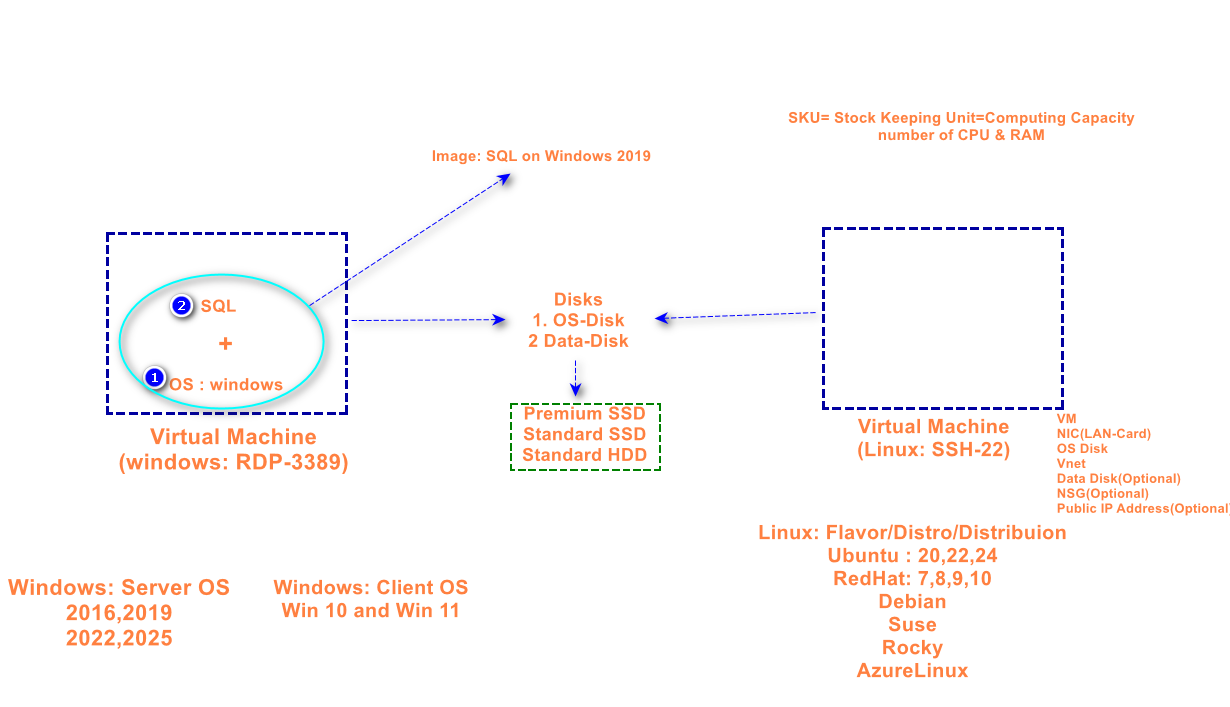 SKU= Stock Keeping Unit=Computing Capacity
number of CPU & RAM
Image: SQL on Windows 2019
2 SQL
+
1 OS : windows
Virtual Machine
(windows: RDP-3389)
Disks
1. OS-Disk
2 Data-Disk
Premium SSD
Standard SSD
Standard HDD
Virtual Machine
(Linux: SSH-22)
VM
NIC(LAN-Card)
OS Disk
Vnet
Data Disk(Optional)
NSG(Optional)
Public IP Address(Optional)
Linux: Flavor/Distro/Distribuion
Ubuntu : 20,22,24
RedHat: 7,8,9,10
Debian
Suse
Rocky
AzureLinux
Windows: Server OS
2016,2019
2022,2025
Windows: Client OS
Win 10 and Win 11